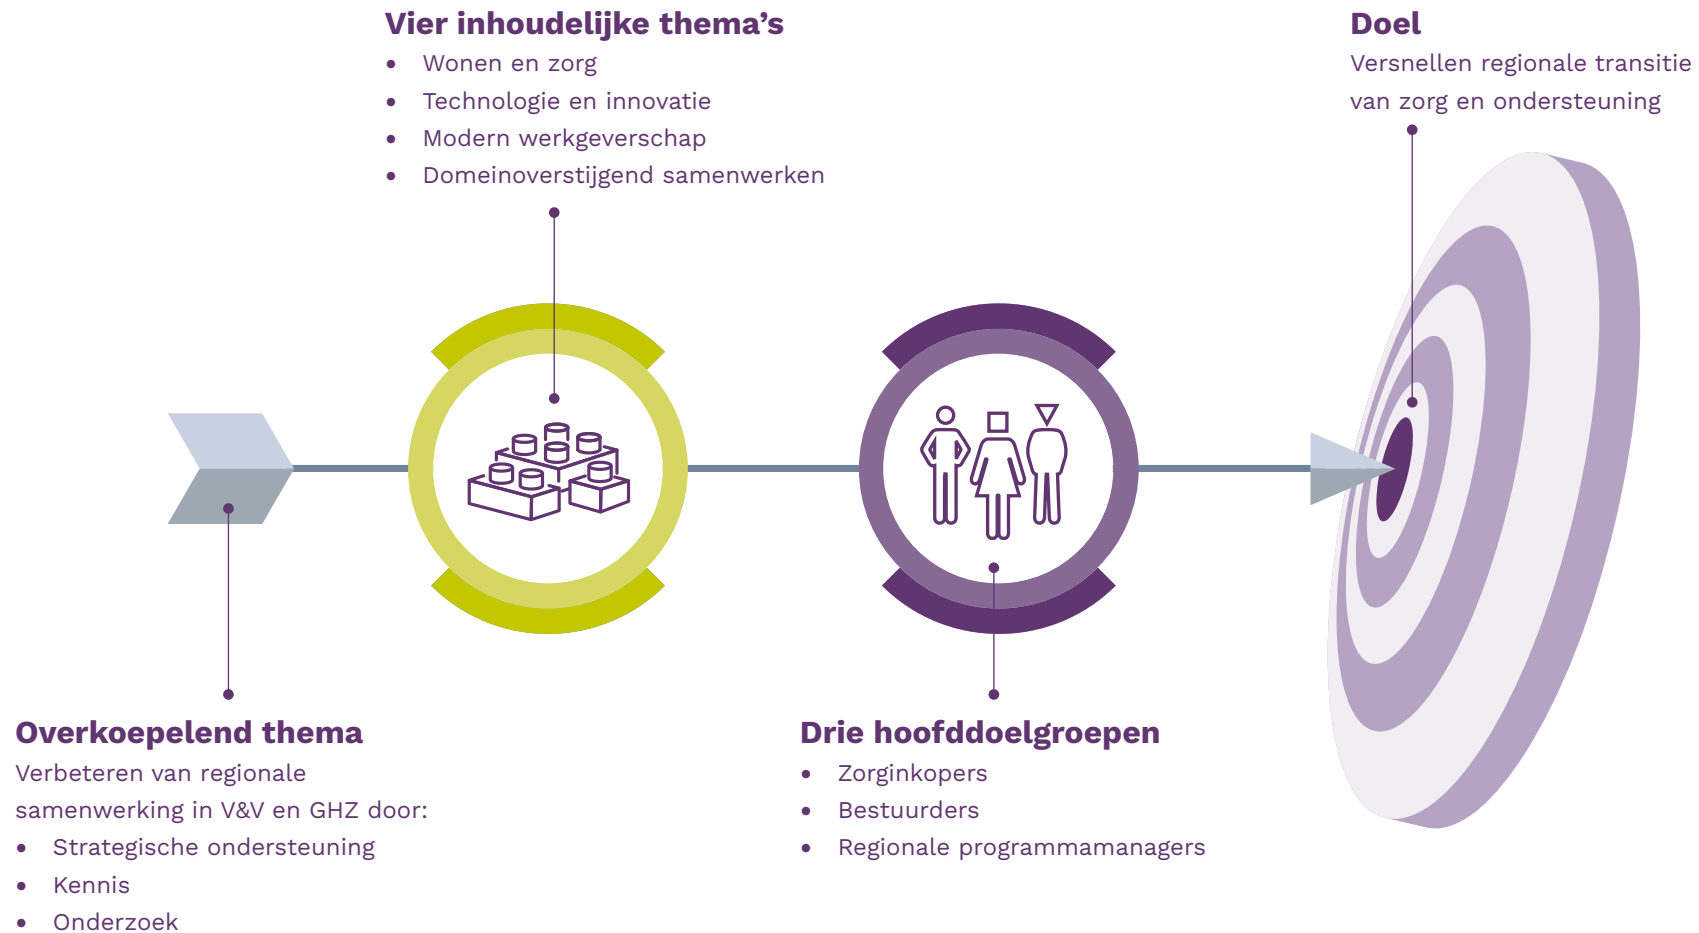 Vier inhoudelijke thema’s
• Wonen en zorg
• Technologie en innovatie
• Modern werkgeverschap
• Domeinoverstijgend samenwerken
Doel
Versnellen regionale transitie
van zorg en ondersteuning
Overkoepelend thema
Verbeteren van regionale
samenwerking in V&V en GHZ door:
• Strategische ondersteuning
• Kennis
• Onderzoek
Drie hoofddoelgroepen
• Zorginkopers
• Bestuurders
• Regionale programmamanagers